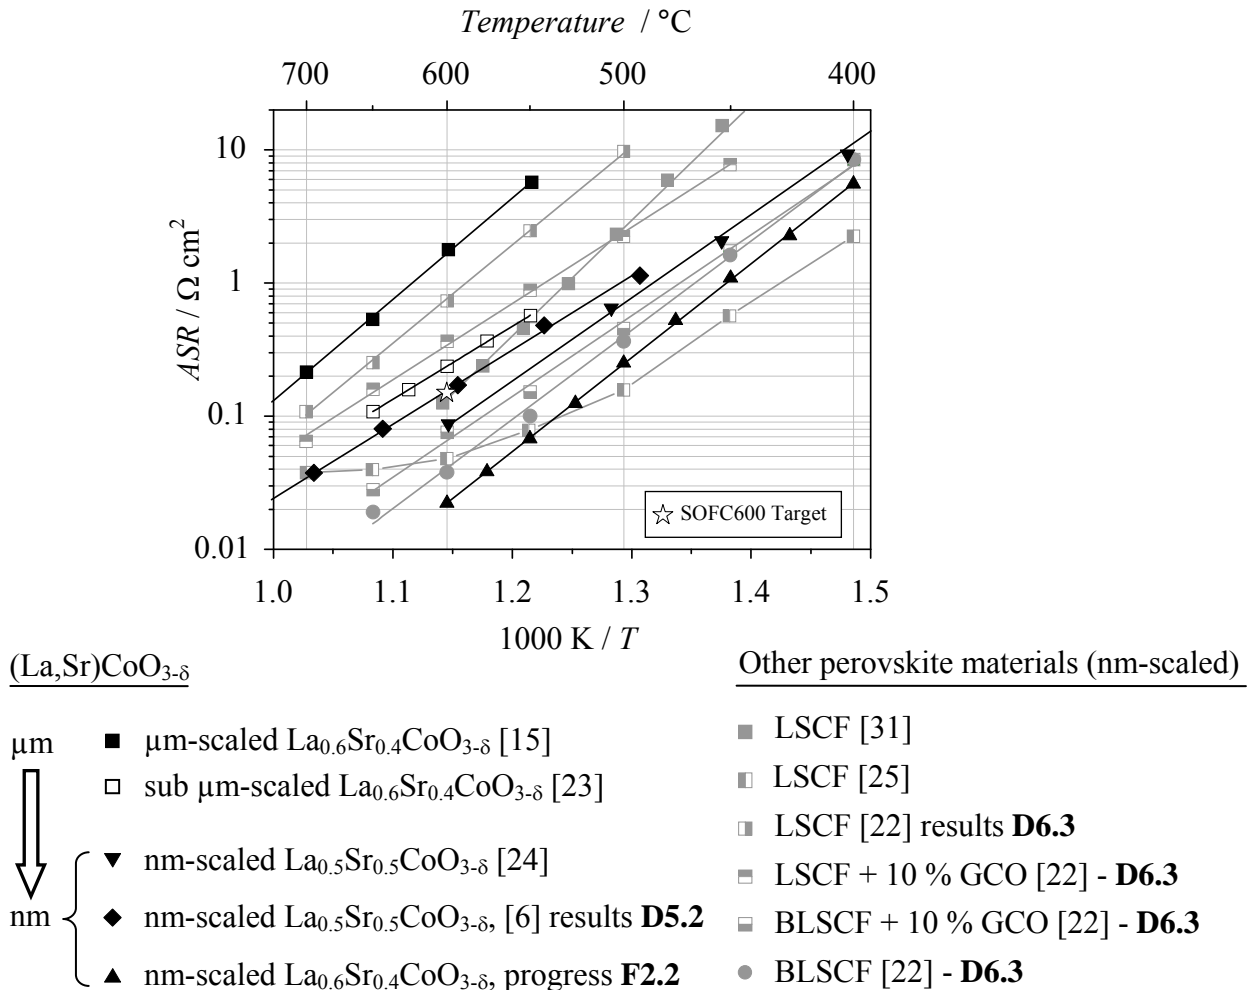 Temperature / °C
700 600 500 400
10
1
0.1
0.01
ASR / Ω cm²
☆ SOFC600 Target
1.0 1.1 1.2 1.3 1.4 1.5
1000 K / T
(La,Sr)CoO₃₋δ
µm
nm
■ µm-scaled La₀.₆Sr₀.₄CoO₃₋δ [15]
□ sub µm-scaled La₀.₆Sr₀.₄CoO₃₋δ [23]
▼ nm-scaled La₀.₅Sr₀.₅CoO₃₋δ [24]
◆ nm-scaled La₀.₅Sr₀.₅CoO₃₋δ, [6] results D5.2
▲ nm-scaled La₀.₆Sr₀.₄CoO₃₋δ, progress F2.2
Other perovskite materials (nm-scaled)
LSCF [31]
LSCF [25]
LSCF [22] results D6.3
LSCF + 10 % GCO [22] - D6.3
BLSCF + 10 % GCO [22] - D6.3
BLSCF [22] - D6.3